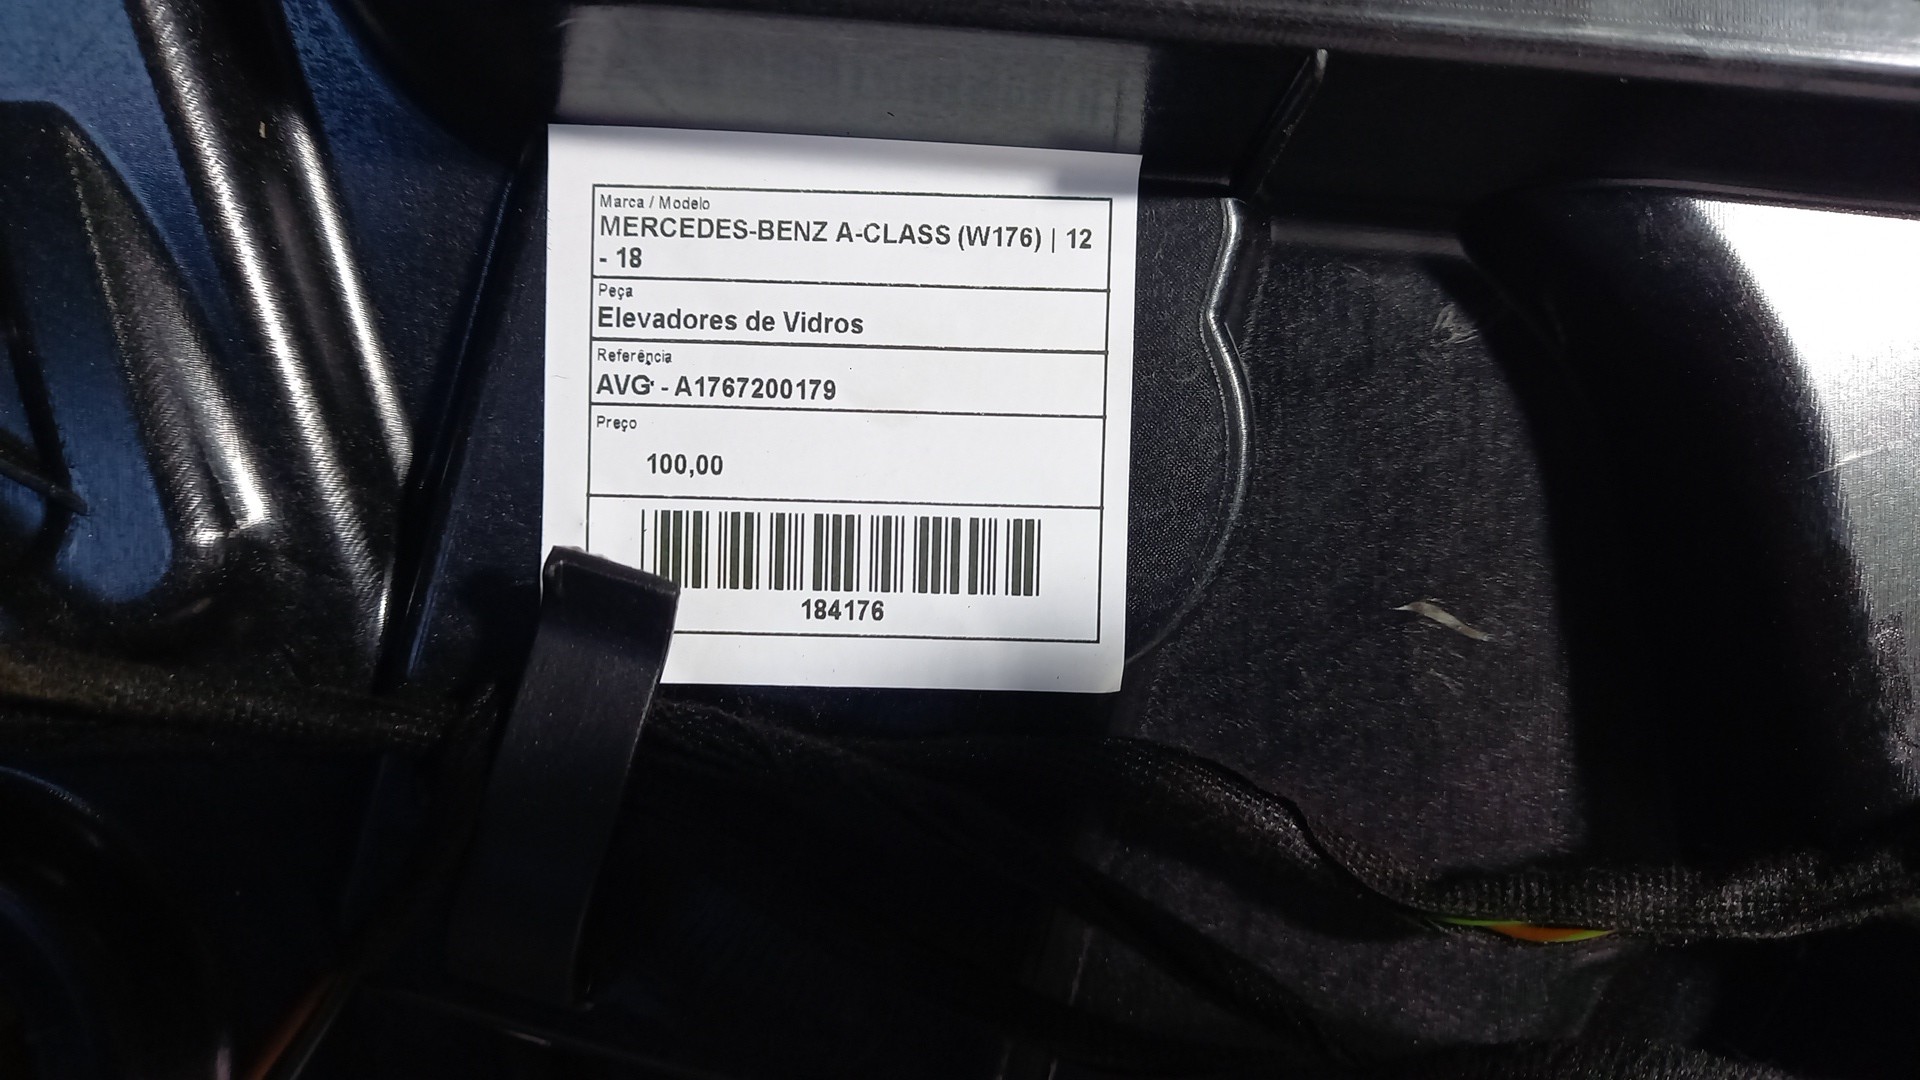 Marca / Modelo
MERCEDES-BENZ A-CLASS (W176) | 12
- 18
Peça
Elevadores de Vidros
Referência
AVG - A1767200179
Preço
100,00
184176